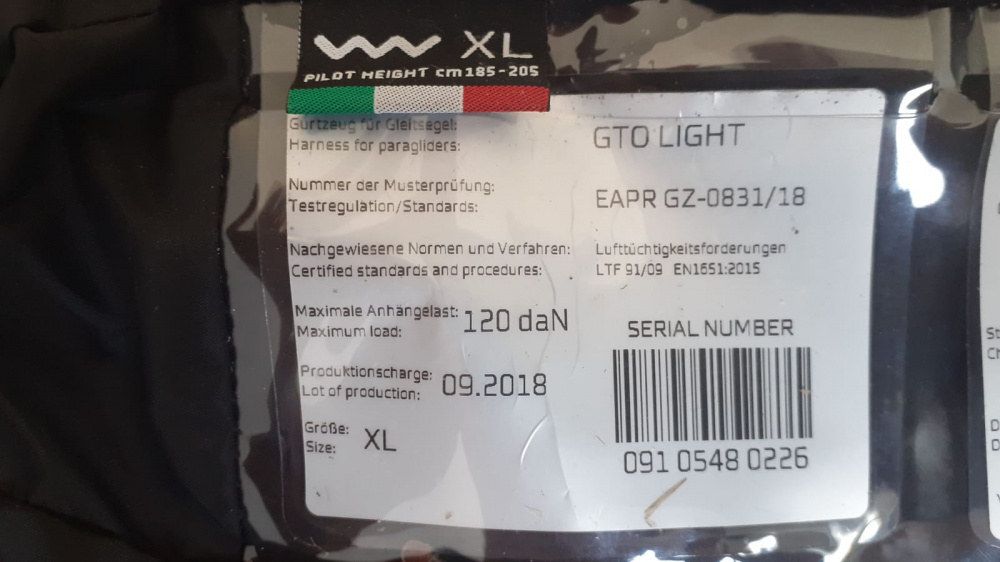 XL
PILOT HEIGHT cm 185-205
Gurtzeug für Gleitsegel:
Harness for paragliders:
GTO LIGHT
Nummer der Musterprüfung:
Testregulation/Standards:
EAPR GZ-0831/18
Nachgewiesene Normen und Verfahren:
Certified standards and procedures:
Lufttüchtigkeitsforderungen
LTF 91/09 EN1651:2015
Maximale Anhängelast:
Maximum load:
120 daN
Produktionscharge:
Lot of production:
09.2018
Größe:
Size:
XL
SERIAL NUMBER
091 0548 0226